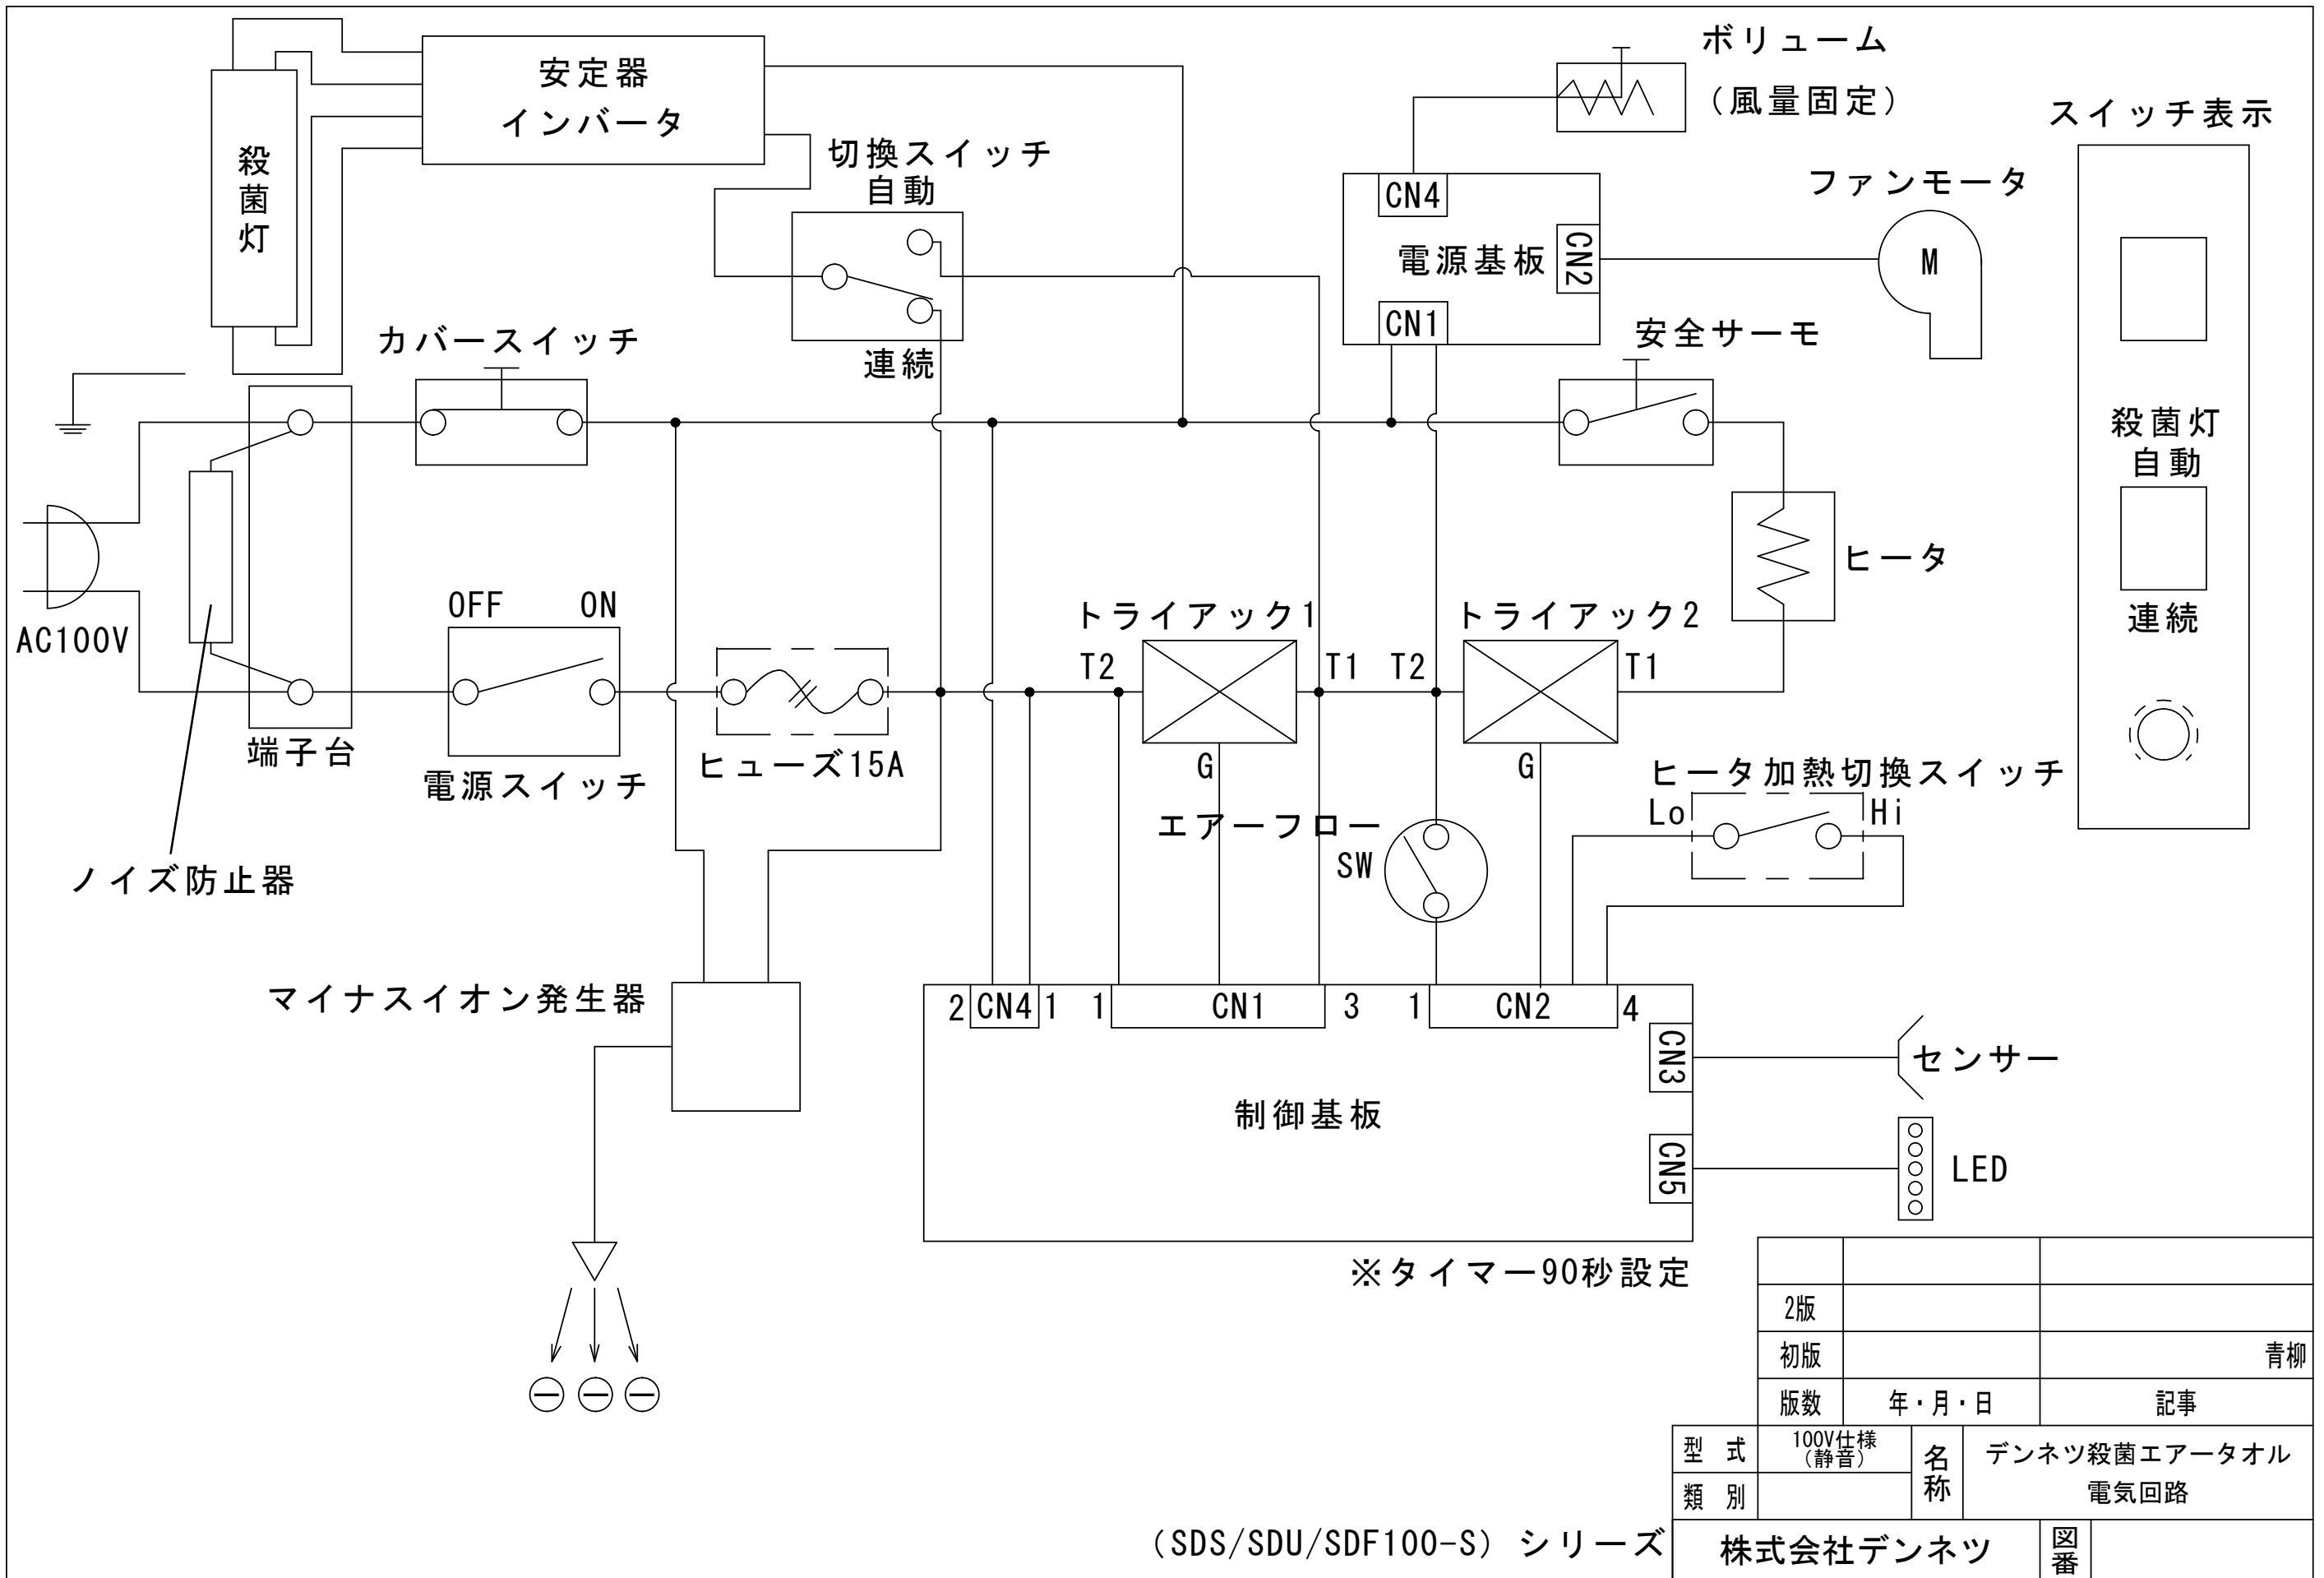 安定器
インバータ
殺菌灯
切換スイッチ
自動
連続
ボリューム
（風量固定）
CN4
電源基板
CN2
CN1
ファンモータ
M
スイッチ表示
殺菌灯
自動
連続
カバースイッチ
安全サーモ
ヒータ
AC100V
端子台
ノイズ防止器
OFF ON
電源スイッチ
ヒューズ15A
トライアック1
T2 T1
G
トライアック2
T2 T1
G
エアーフロー
SW
ヒータ加熱切換スイッチ
Lo Hi
マイナスイオン発生器
2 CN4 1 1 CN1 3 1 CN2 4
CN3
センサー
制御基板
CN5
LED
※タイマー90秒設定
2版
初版 青柳
版数 年・月・日 記事
型 式 100V仕様
（静音）
類 別
名称
デンネツ殺菌エアータオル
電気回路
（SDS/SDU/SDF100-S）シリーズ
株式会社デンネツ
図番